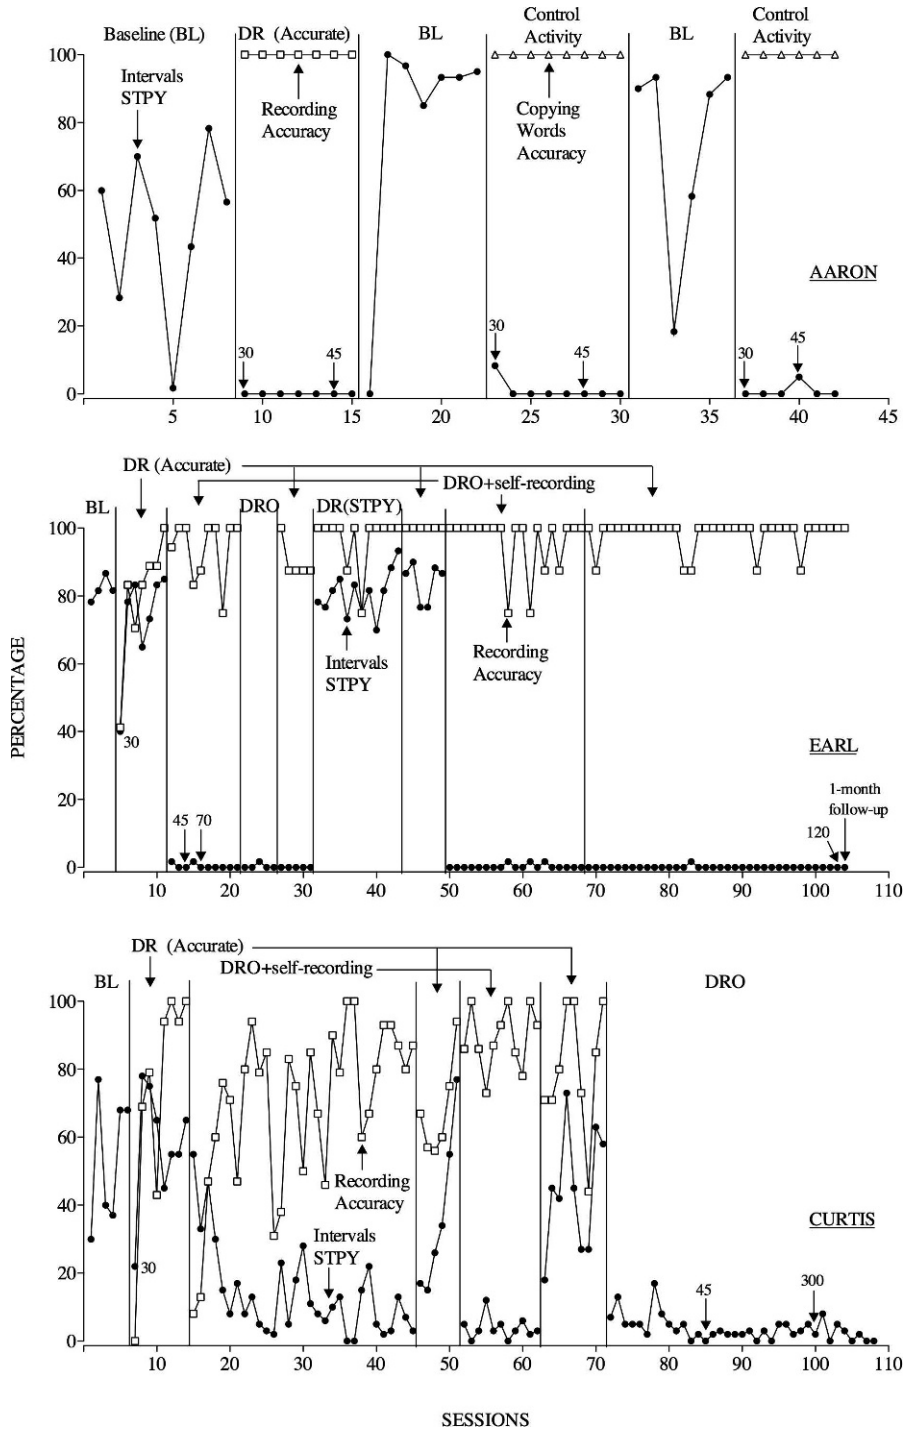 Baseline (BL)
DR (Accurate)
BL
Control
Activity
BL
Control
Activity
Intervals
STPY
Recording
Accuracy
Copying
Words
Accuracy
100
80
60
40
20
0
30
45
30
45
30
45
AARON
5
10
15
20
25
30
35
40
45
DR (Accurate)
DRO+self-recording
BL
DRO
DR(STPY)
100
80
60
40
20
0
30
45
70
Intervals
STPY
Recording
Accuracy
EARL
1-month
follow-up
120
10
20
30
40
50
60
70
80
90
100
110
PERCENTAGE
DR (Accurate)
DRO+self-recording
BL
DRO
100
80
60
40
20
0
30
Recording
Accuracy
Intervals
STPY
CURTIS
45
300
10
20
30
40
50
60
70
80
90
100
110
SESSIONS